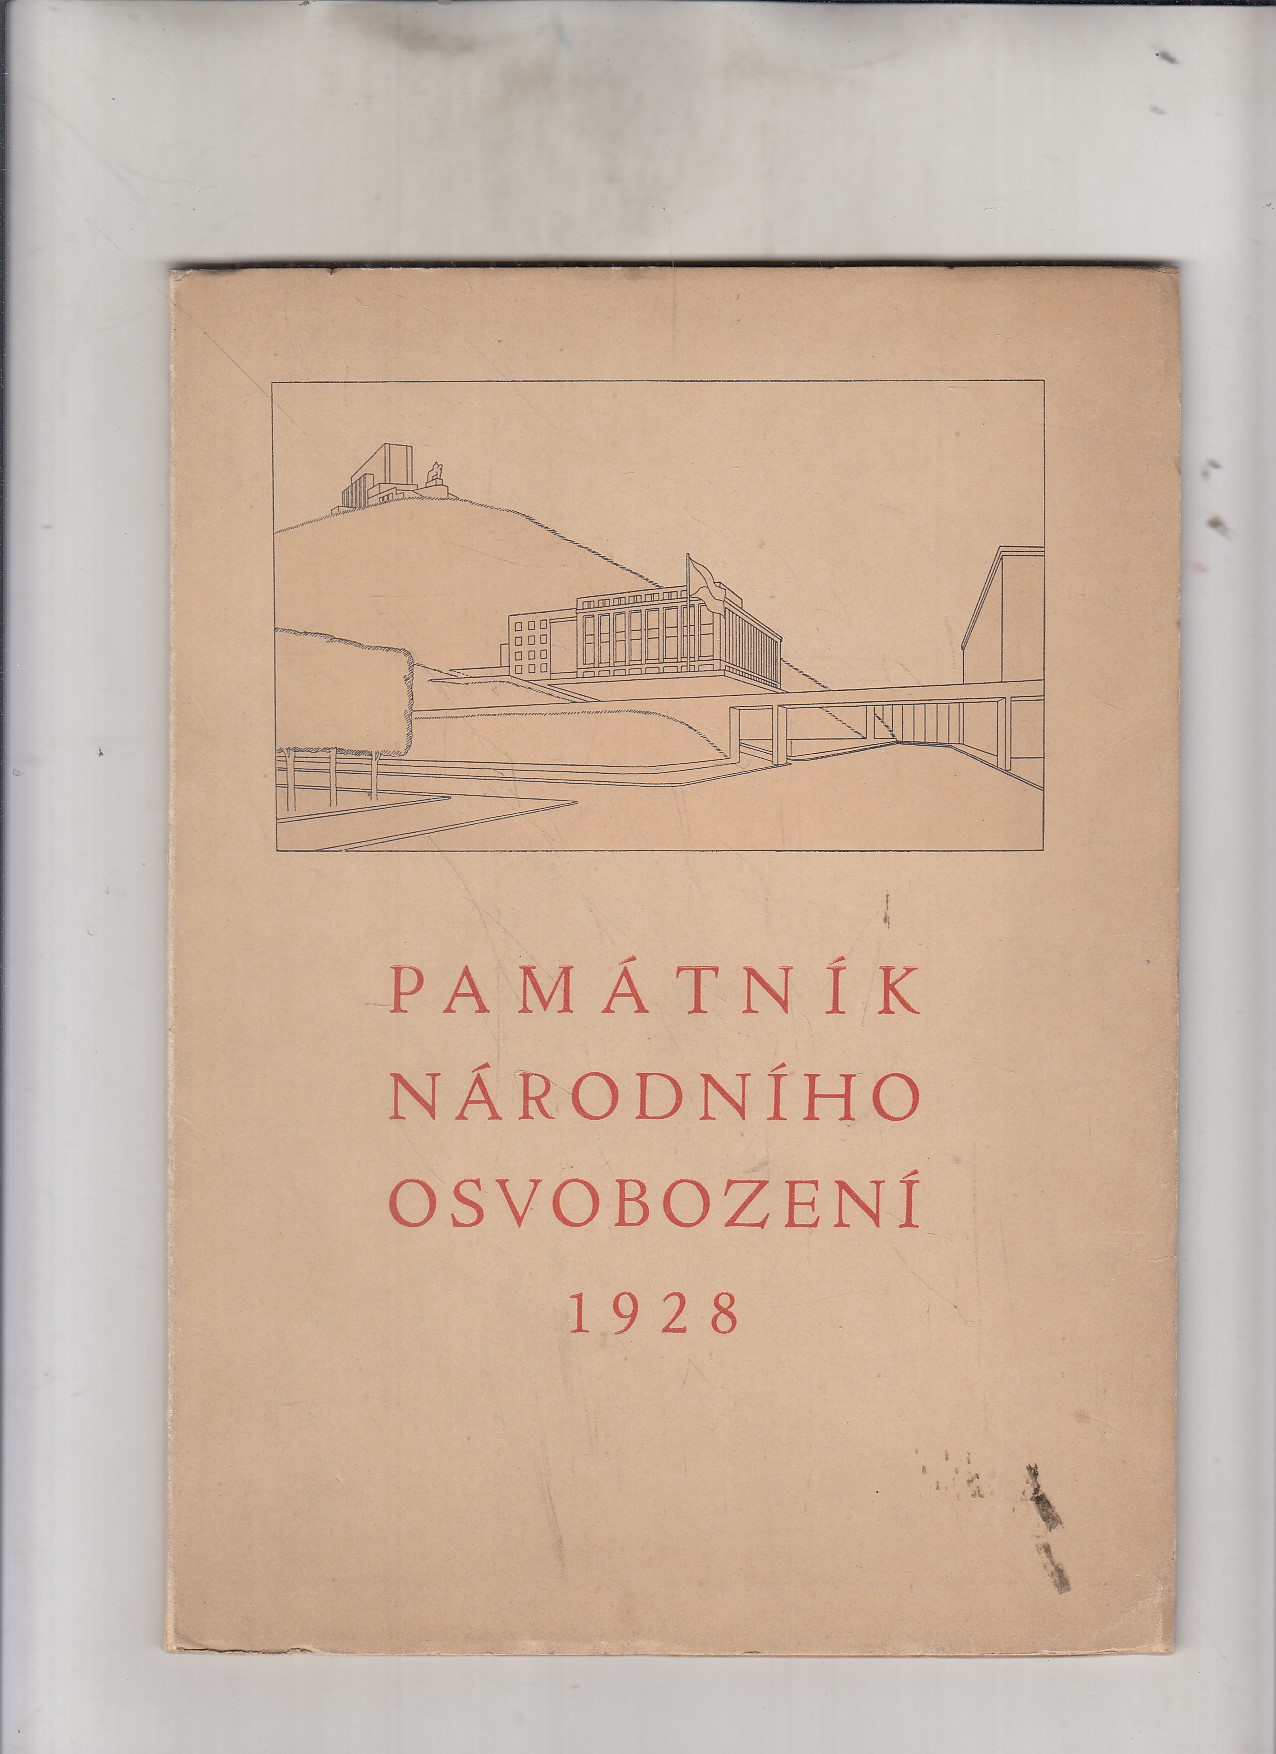 PAMÁTNÍK
NÁRODNÍHO
OSVOBOZENÍ
1928